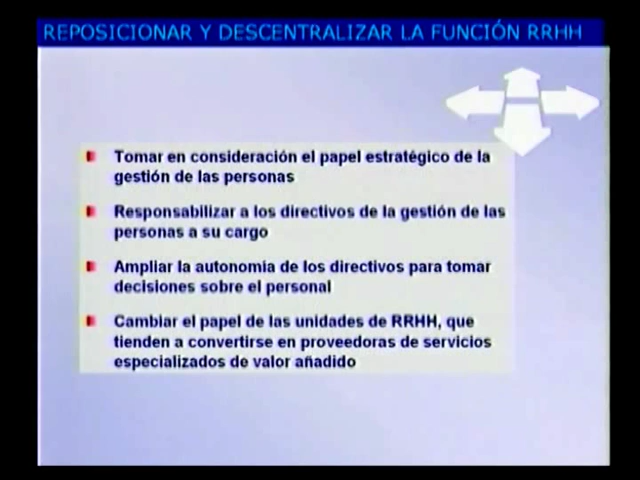 REPOSICIONAR Y DESCENTRALIZAR LA FUNCIÓN RRHH
Tomar en consideración el papel estratégico de la
gestión de las personas
Responsabilizar a los directivos de la gestión de las
personas a su cargo
Ampliar la autonomía de los directivos para tomar
decisiones sobre el personal
Cambiar el papel de las unidades de RRHH, que
tienden a convertirse en proveedoras de servicios
especializados de valor añadido